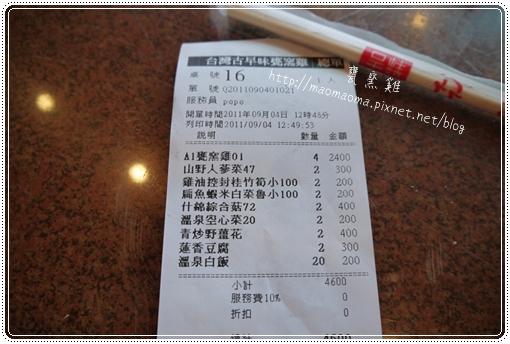 台灣古早味甕窯雞 總單
桌 號 16 1 人
單 號 Q2011090401021
服務員 popo
開單時間2011年09月04日 12時48分
列印時間2011/09/04 12:49:53
說明 數量 金額
A1甕窯雞01 4 2400
山野人蔘菜47 2 300
雞油控封桂竹筍小100 2 200
扁魚蝦米白菜魯小100 2 200
什錦綜合菇72 2 400
溫泉空心菜20 2 200
青炒野薑花 2 400
蓮香豆腐 2 300
溫泉白飯 20 200
小計 4600
服務費10% 0
折扣 0
甕窯雞
http://maomaoma.pixnet.net/blog